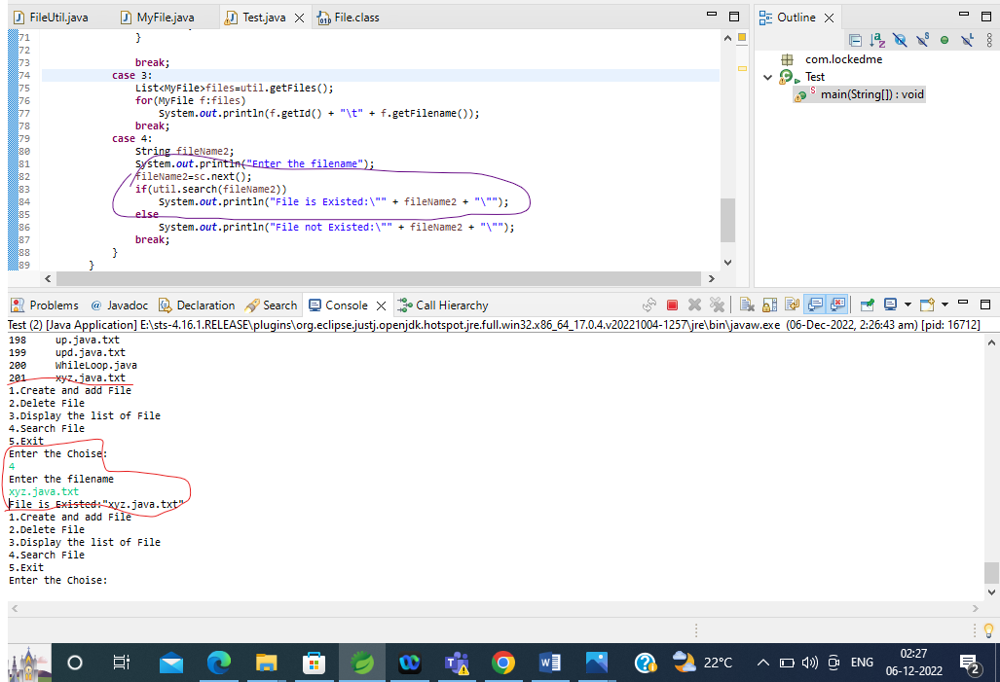 FileUtil.java MyFile.java Test.java File.class
71 }
72
73 break;
74 case 3:
75 List<MyFile>files=util.getFiles();
76 for(MyFile f:files)
77 System.out.println(f.getId() + "\t" + f.getFilename());
78 break;
79 case 4:
80 String fileName2;
81 System.out.println("Enter the filename");
82 fileName2=sc.next();
83 if(util.search(fileName2))
84 System.out.println("File is Existed:\"" + fileName2 + "\"");
85 else
86 System.out.println("File not Existed:\"" + fileName2 + "\"");
87 break;
88 }
89 }
Outline
com.lockedme
Test
main(String[]) : void
Problems @ Javadoc Declaration Search Console Call Hierarchy
Test (2) [Java Application] E:\sts-4.16.1.RELEASE\plugins\org.eclipse.justj.openjdk.hotspot.jre.full.win32.x86_64_17.0.4.v20221004-1257\jre\bin\javaw.exe (06-Dec-2022, 2:26:43 am) [pid: 16712]
198 up.java.txt
199 upd.java.txt
200 WhileLoop.java
201 xyz.java.txt
1.Create and add File
2.Delete File
3.Display the list of File
4.Search File
5.Exit
Enter the Choise:
4
Enter the filename
xyz.java.txt
File is Existed:"xyz.java.txt"
1.Create and add File
2.Delete File
3.Display the list of File
4.Search File
5.Exit
Enter the Choise:
22°C ENG 02:27
06-12-2022
2